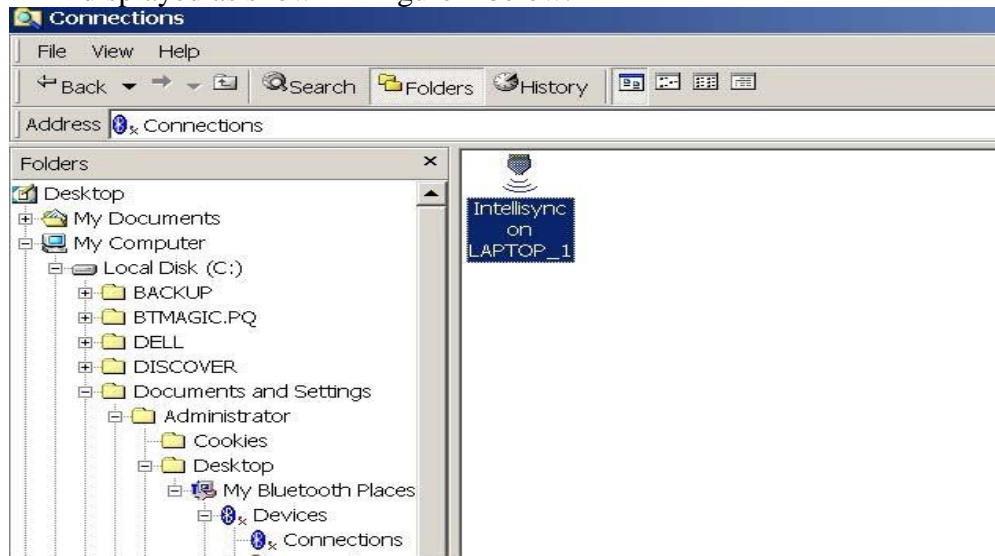 Connections
File View Help
Back Search Folders History
Address Connections
Folders
Desktop
My Documents
My Computer
Local Disk (C:)
BACKUP
BTMAGIC.PQ
DELL
DISCOVER
Documents and Settings
Administrator
Cookies
Desktop
My Bluetooth Places
Devices
Connections
Intellisync
on
LAPTOP_1